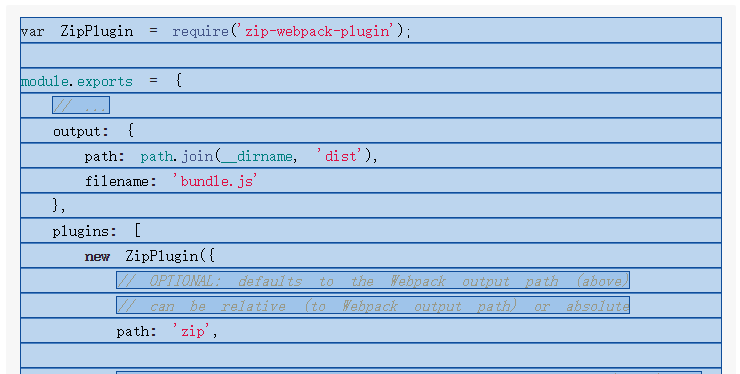 var ZipPlugin = require('zip-webpack-plugin');
module.exports = {
// ...
output: {
path: path.join(__dirname, 'dist'),
filename: 'bundle.js'
},
plugins: [
new ZipPlugin({
// OPTIONAL: defaults to the Webpack output path (above)
// can be relative (to Webpack output path) or absolute
path: 'zip',